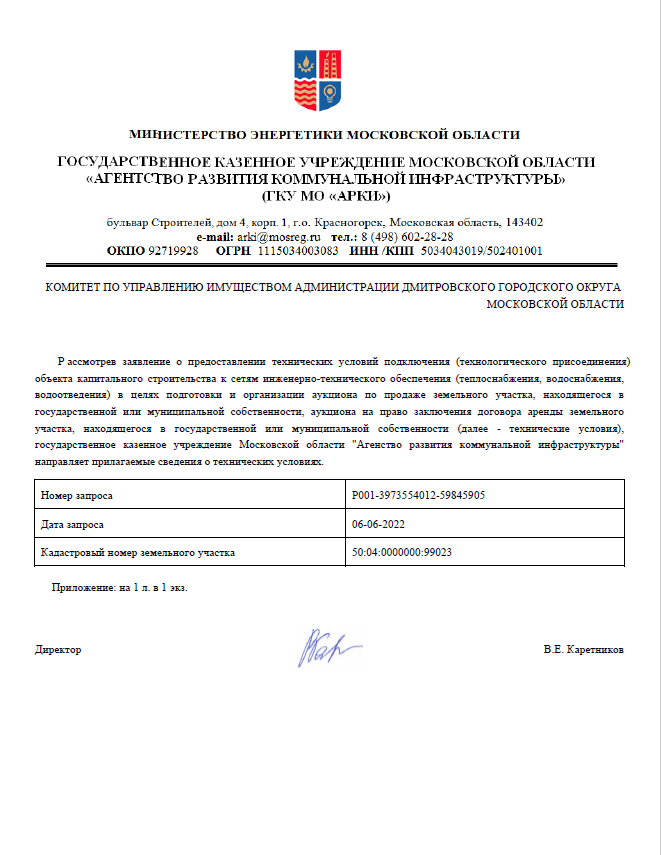 МИНИСТЕРСТВО ЭНЕРГЕТИКИ МОСКОВСКОЙ ОБЛАСТИ
ГОСУДАРСТВЕННОЕ КАЗЕННОЕ УЧРЕЖДЕНИЕ МОСКОВСКОЙ ОБЛАСТИ
«АГЕНТСТВО РАЗВИТИЯ КОММУНАЛЬНОЙ ИНФРАСТРУКТУРЫ»
(ГКУ МО «АРКИ»)
бульвар Строителей, дом 4, корп. 1, г.о. Красногорск, Московская область, 143402
e-mail: arki@mosreg.ru тел.: 8 (498) 602-28-28
ОКПО 92719928 ОГРН 1115034003083 ИНН /КПП 5034043019/502401001
КОМИТЕТ ПО УПРАВЛЕНИЮ ИМУЩЕСТВОМ АДМИНИСТРАЦИИ ДМИТРОВСКОГО ГОРОДСКОГО ОКРУГА
МОСКОВСКОЙ ОБЛАСТИ
Рассмотрев заявление о предоставлении технических условий подключения (технологического присоединения)
объекта капитального строительства к сетям инженерно-технического обеспечения (теплоснабжения, водоснабжения,
водоотведения) в целях подготовки и организации аукциона по продаже земельного участка, находящегося в
государственной или муниципальной собственности, аукциона на право заключения договора аренды земельного
участка, находящегося в государственной или муниципальной собственности (далее - технические условия),
государственное казенное учреждение Московской области "Агенство развития коммунальной инфраструктуры"
направляет прилагаемые сведения о технических условиях.
Номер запроса P001-3973554012-59845905
Дата запроса 06-06-2022
Кадастровый номер земельного участка 50:04:0000000:99023
Приложение: на 1 л. в 1 экз.
Директор В.Е. Каретников